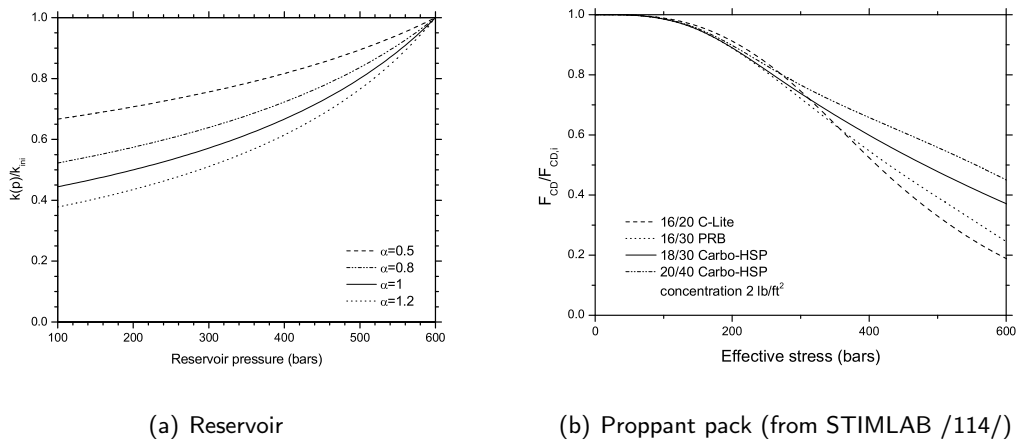 1.0
0.8
0.6
0.4
0.2
0.0
k(p)/k_ini
100 200 300 400 500 600
Reservoir pressure (bars)
α=0.5
α=0.8
α=1
α=1.2
(a) Reservoir
1.0
0.8
0.6
0.4
0.2
0.0
F_CD/F_CD,i
0 200 400 600
Effective stress (bars)
16/20 C-Lite
16/30 PRB
18/30 Carbo-HSP
20/40 Carbo-HSP
concentration 2 lb/ft²
(b) Proppant pack (from STIMLAB /114/)